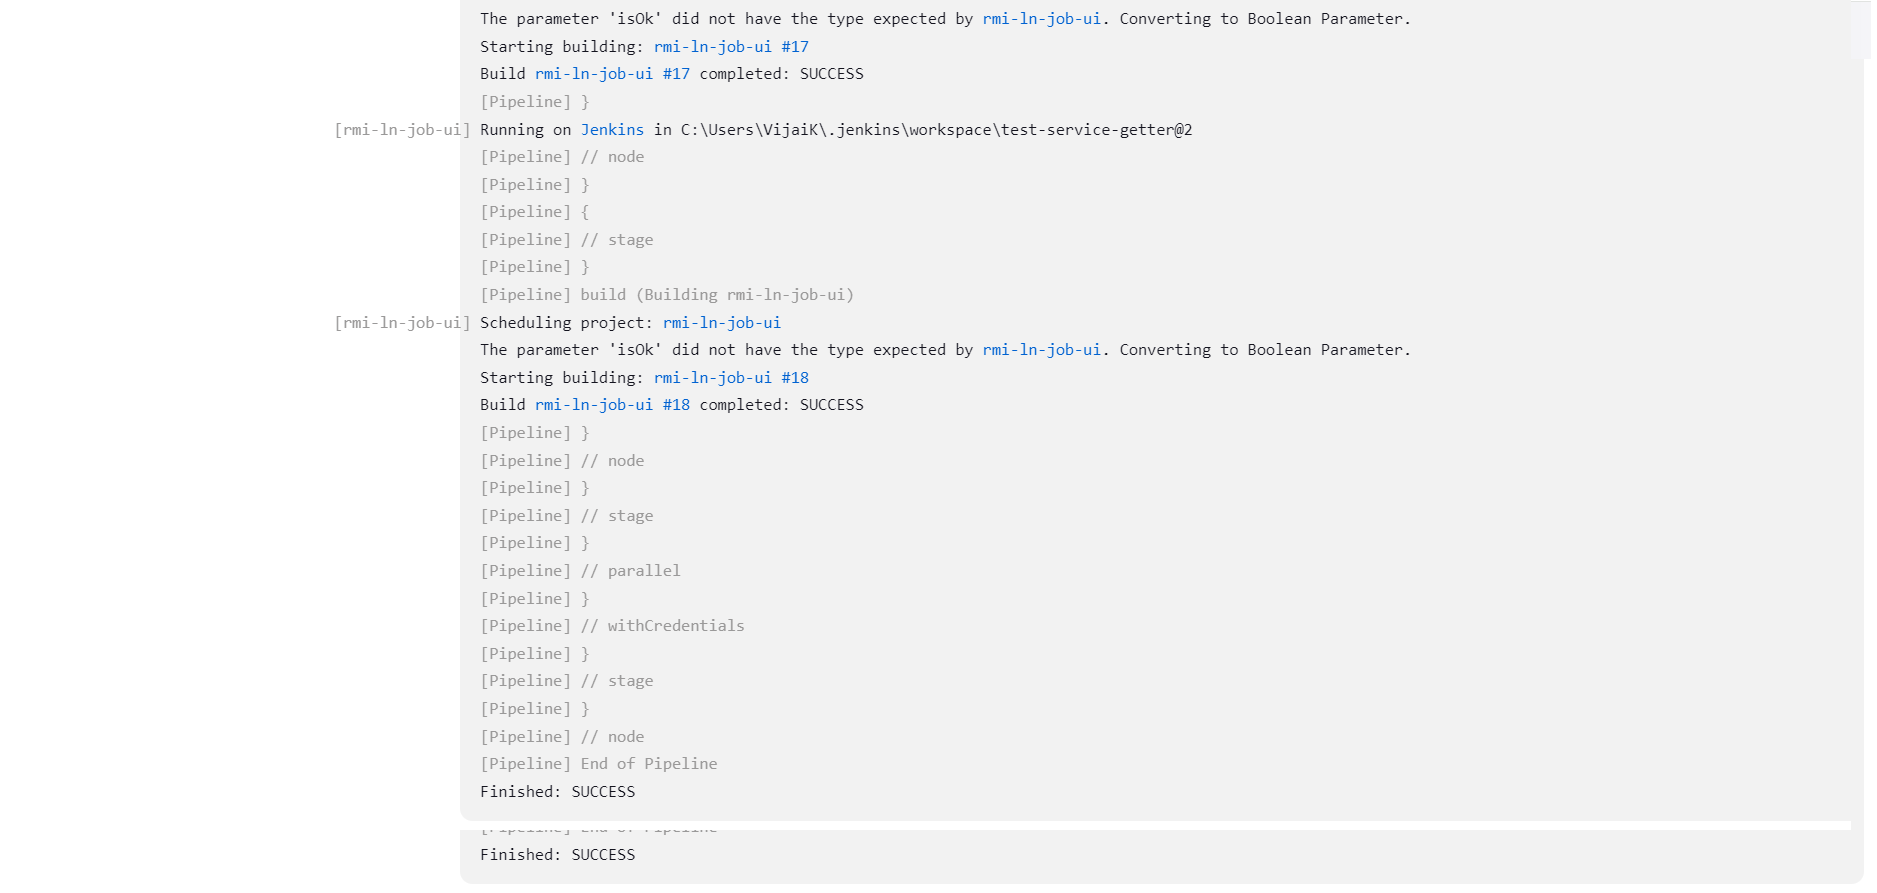 The parameter 'isOk' did not have the type expected by rmi-ln-job-ui. Converting to Boolean Parameter.
Starting building: rmi-ln-job-ui #17
Build rmi-ln-job-ui #17 completed: SUCCESS
[Pipeline] }
[rmi-ln-job-ui] Running on Jenkins in C:\Users\VijaiK\.jenkins\workspace\test-service-getter@2
[Pipeline] // node
[Pipeline] }
[Pipeline] {
[Pipeline] // stage
[Pipeline] }
[Pipeline] build (Building rmi-ln-job-ui)
[rmi-ln-job-ui] Scheduling project: rmi-ln-job-ui
The parameter 'isOk' did not have the type expected by rmi-ln-job-ui. Converting to Boolean Parameter.
Starting building: rmi-ln-job-ui #18
Build rmi-ln-job-ui #18 completed: SUCCESS
[Pipeline] }
[Pipeline] // node
[Pipeline] }
[Pipeline] // stage
[Pipeline] }
[Pipeline] // parallel
[Pipeline] }
[Pipeline] // withCredentials
[Pipeline] }
[Pipeline] // stage
[Pipeline] }
[Pipeline] // node
[Pipeline] End of Pipeline
Finished: SUCCESS
Finished: SUCCESS